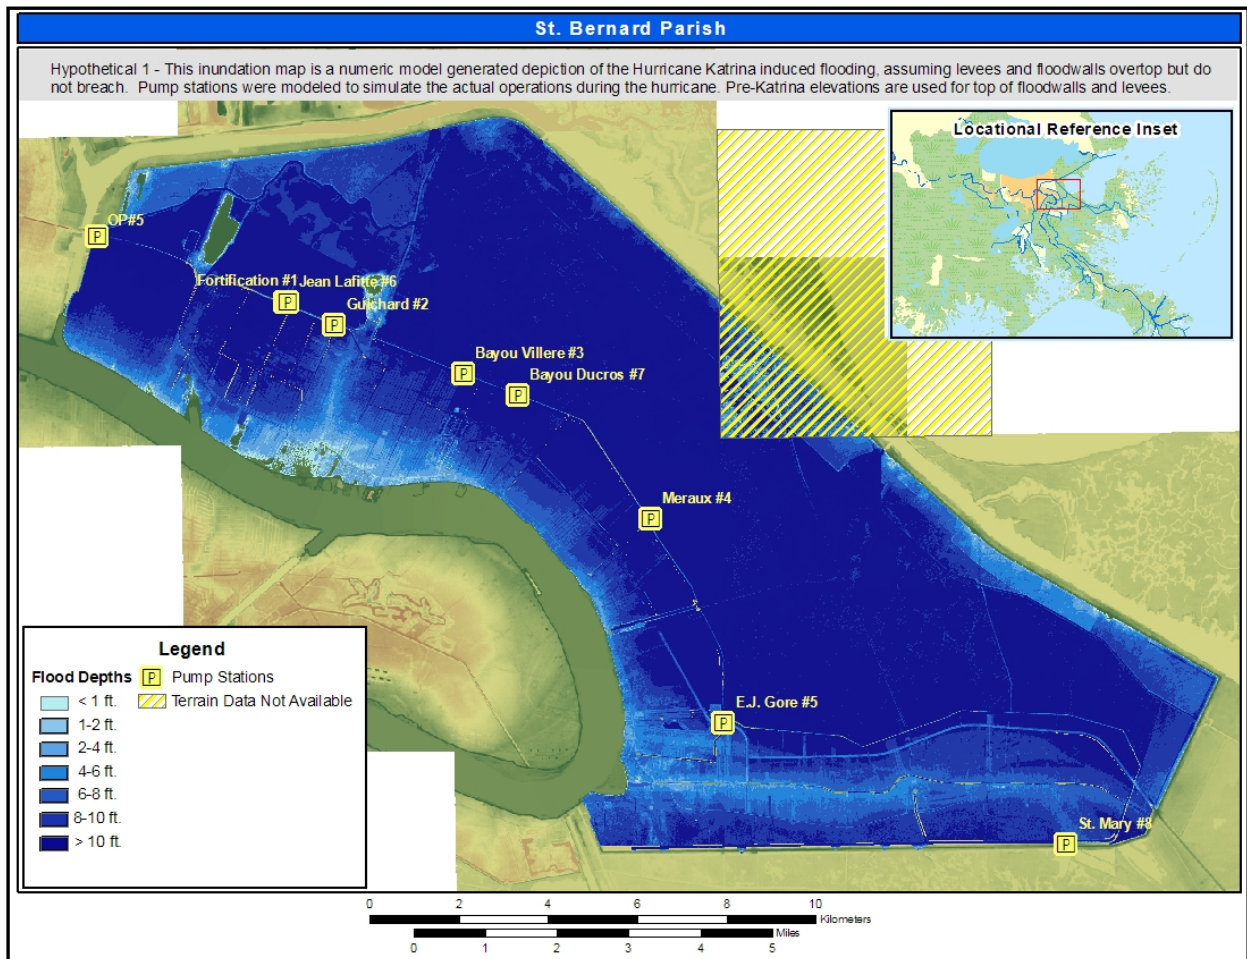 St. Bernard Parish
Hypothetical 1 - This inundation map is a numeric model generated depiction of the Hurricane Katrina induced flooding, assuming levees and floodwalls overtop but do
not breach. Pump stations were modeled to simulate the actual operations during the hurricane. Pre-Katrina elevations are used for top of floodwalls and levees.
Locational Reference Inset
OP#5
P
Fortification #1 Jean Lafitte #6
P
Guichard #2
P
Bayou Villere #3
P
Bayou Ducros #7
P
Meraux #4
P
E.J. Gore #5
P
St. Mary #8
P
Legend
Flood Depths
P Pump Stations
Terrain Data Not Available
< 1 ft.
1-2 ft.
2-4 ft.
4-6 ft.
6-8 ft.
8-10 ft.
> 10 ft.
0 2 4 6 8 10
Kilometers
Miles
0 1 2 3 4 5